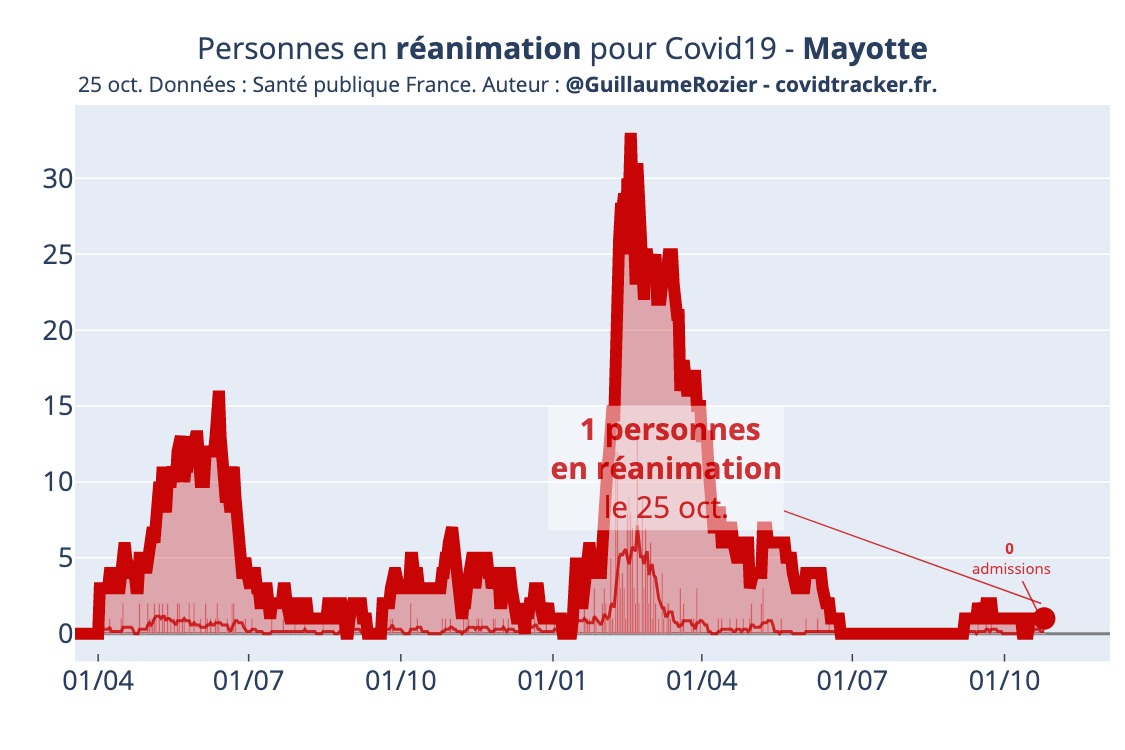 Personnes en réanimation pour Covid19 - Mayotte
25 oct. Données : Santé publique France. Auteur : @GuillaumeRozier - covidtracker.fr.
30
25
20
15
10
5
0
1 personnes
en réanimation
le 25 oct.
0
admissions
01/04
01/07
01/10
01/01
01/04
01/07
01/10